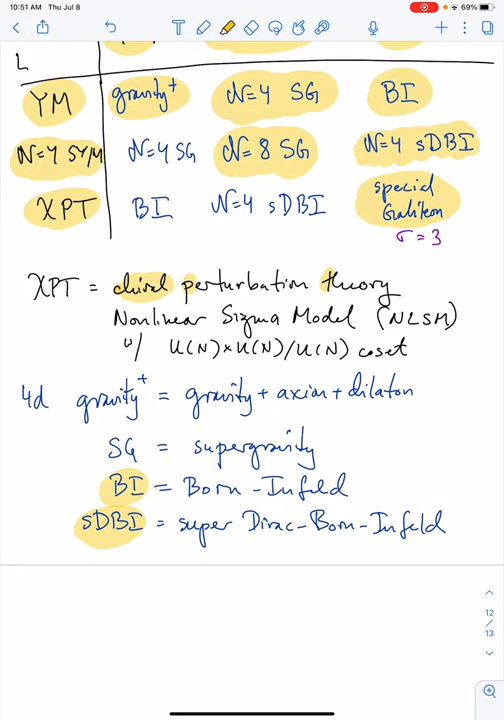 10:51 AM Thu Jul 8
69%
L
YM gravity⁺ N=4 SG BI
N=4 SYM N=4 SG N=8 SG N=4 sDBI
χPT BI N=4 sDBI special Galileon
σ = 3
χPT = chiral perturbation theory
Nonlinear Sigma Model (NLSM)
w/ U(N)×U(N)/U(N) coset
4d gravity⁺ = gravity + axion + dilaton
SG = supergravity
BI = Born-Infeld
sDBI = super Dirac-Born-Infeld
12
/
13